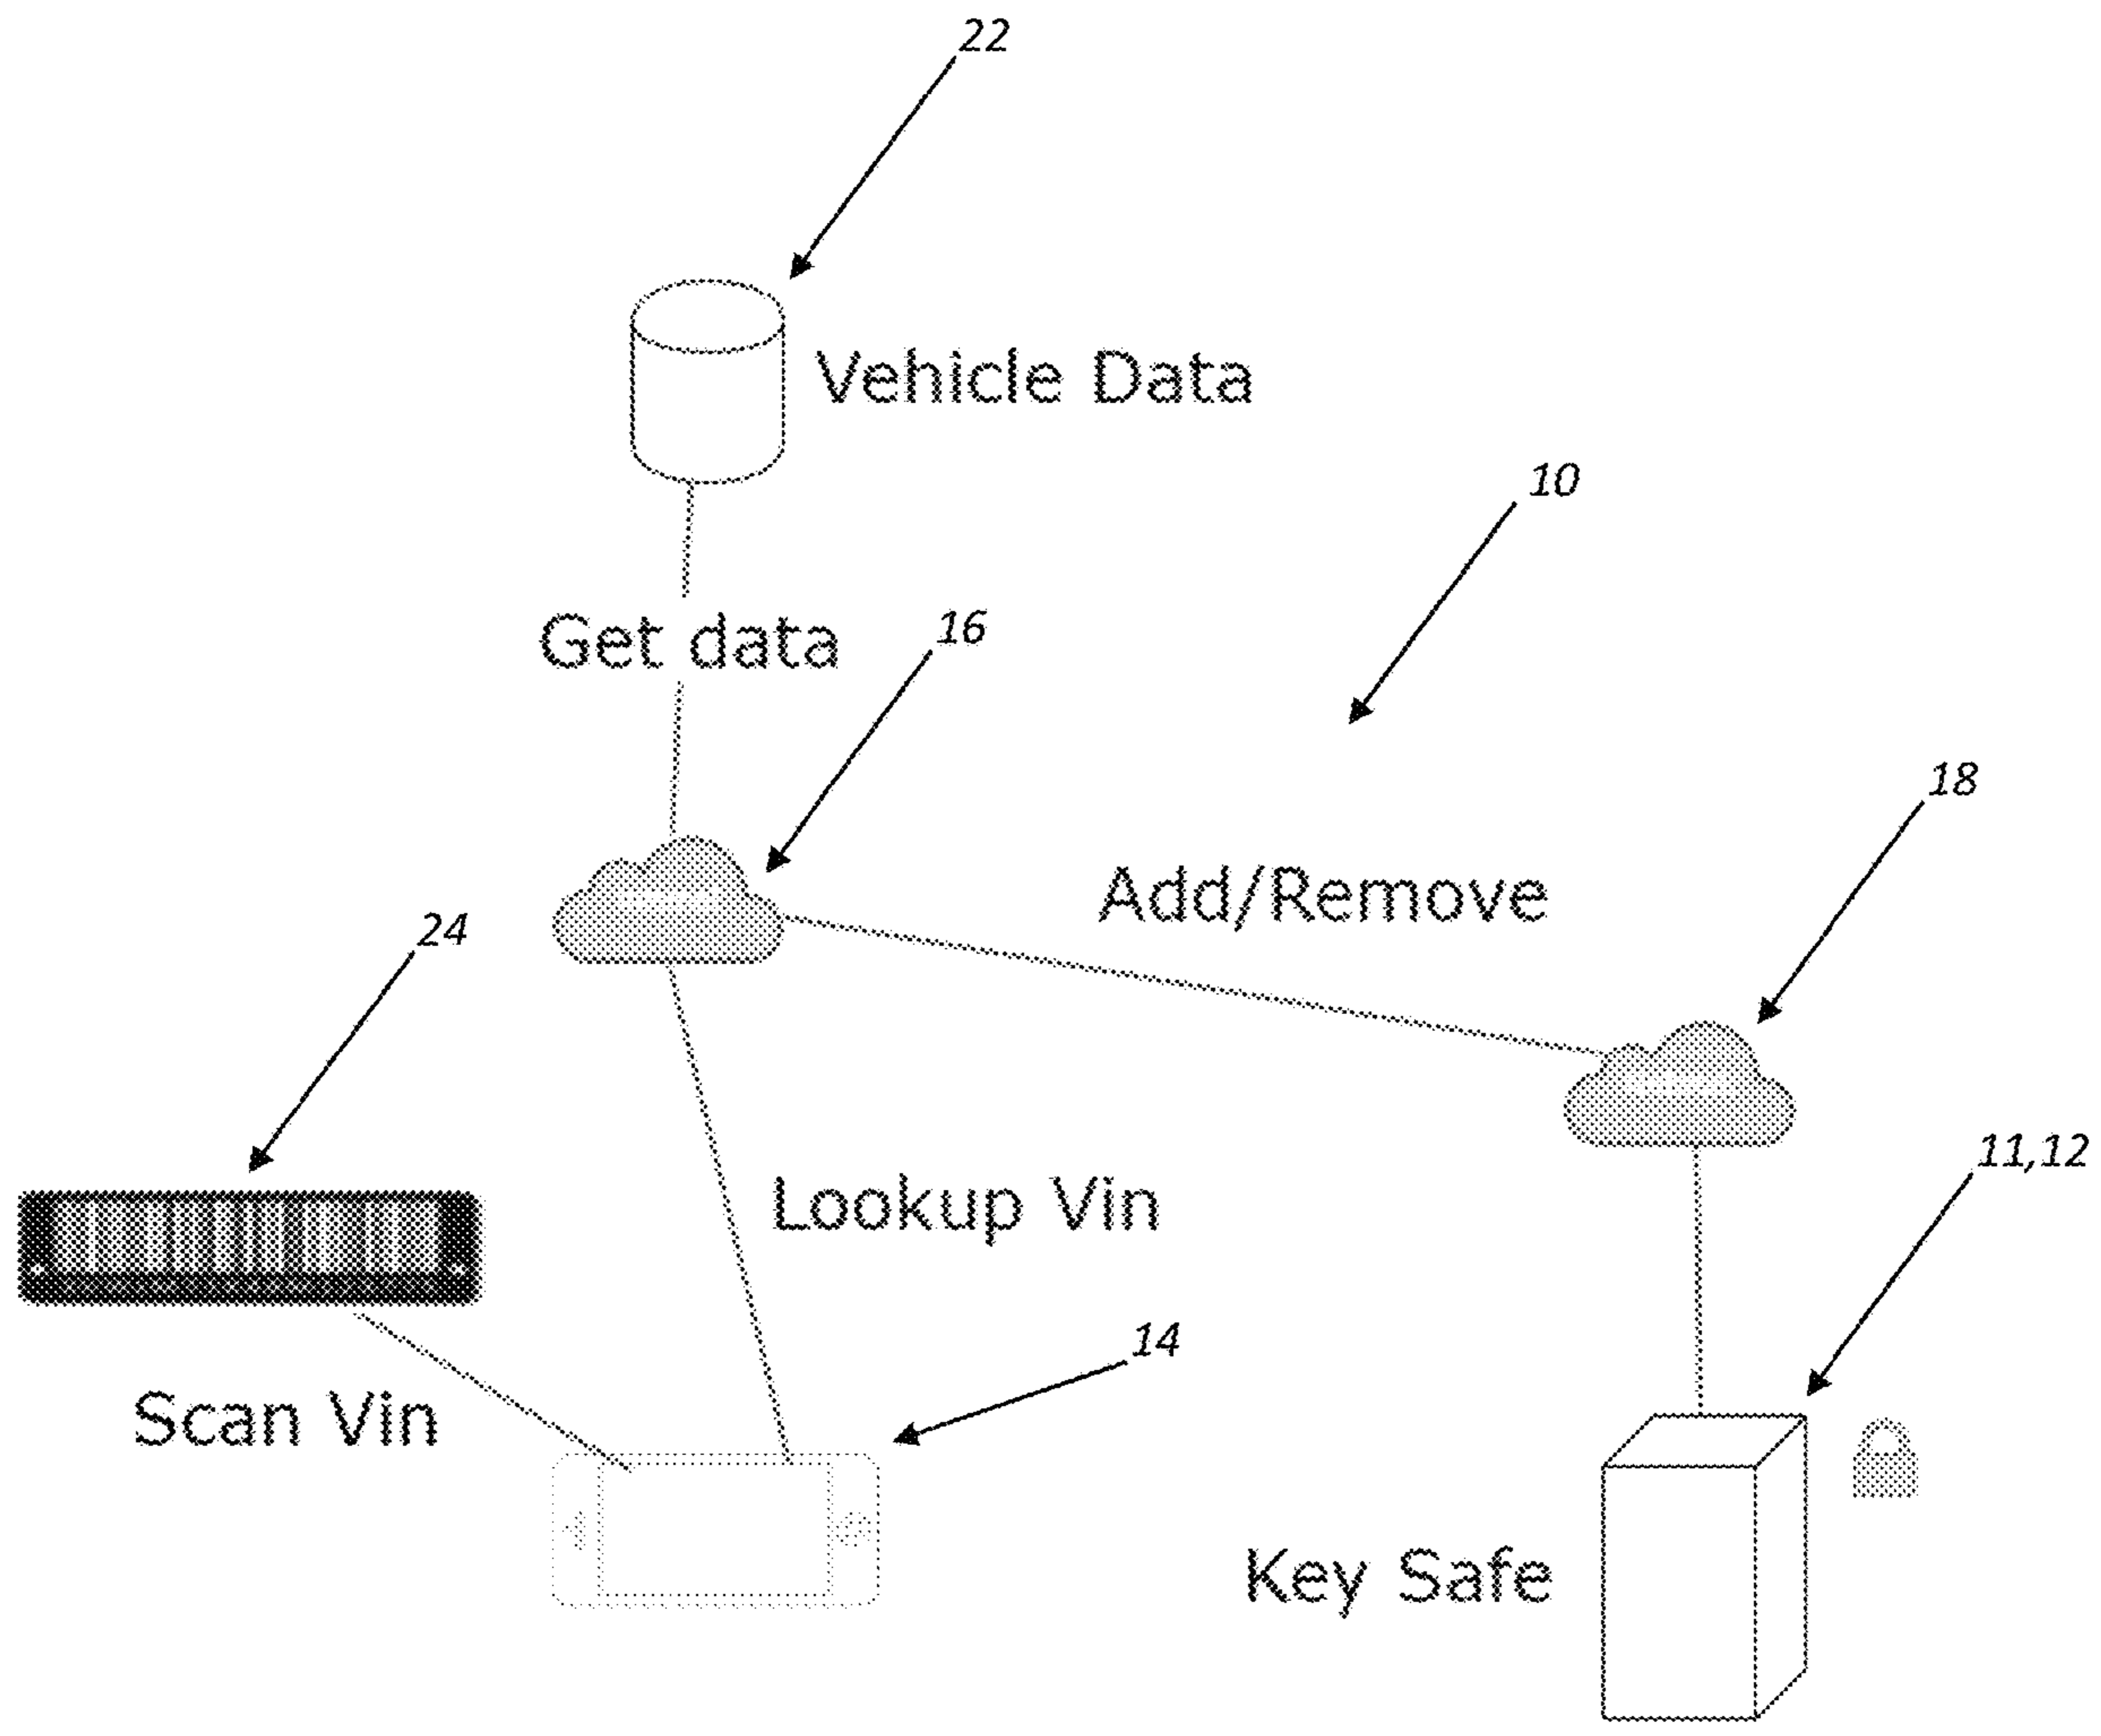 22
Vehicle Data
10
Get data
16
18
Add/Remove
24
11,12
Lookup Vin
14
Scan Vin
Key Safe